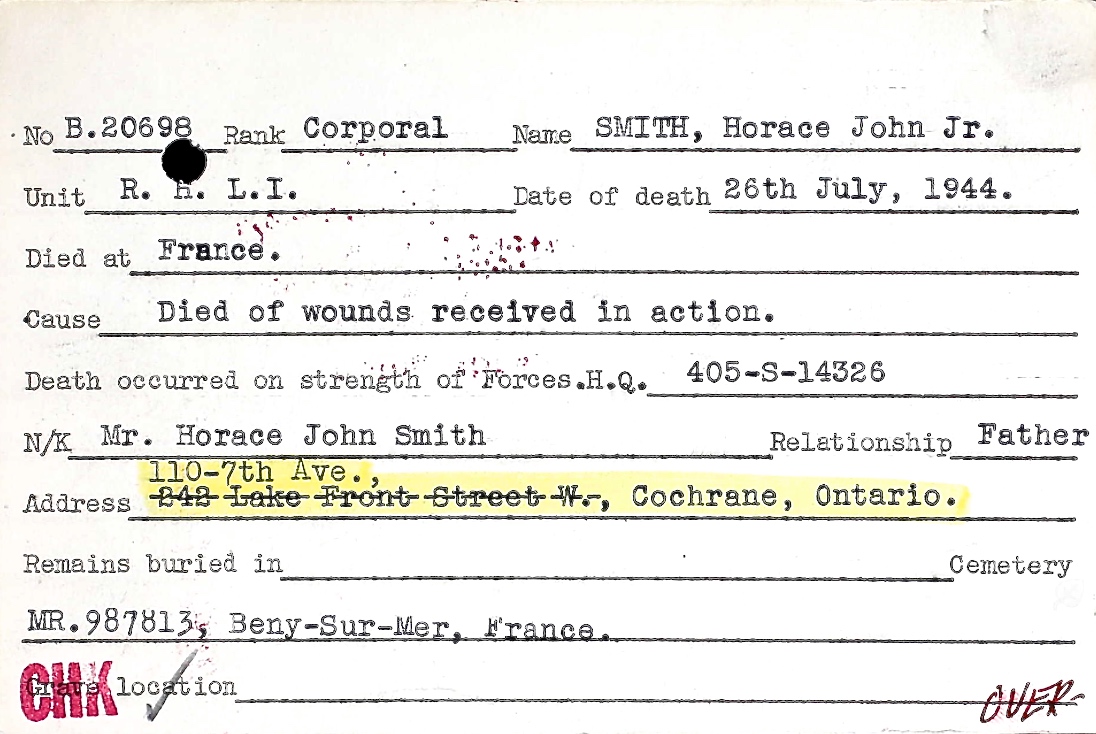 No B.20698 Rank Corporal Name SMITH, Horace John Jr.
Unit R. H. L.I. Date of death 26th July, 1944.
Died at France.
Cause Died of wounds received in action.
Death occurred on strength of Forces.H.Q. 405-S-14326
N/K Mr. Horace John Smith Relationship Father
110-7th Ave.,
Address 242 Lake Front Street W., Cochrane, Ontario.
Remains buried in Cemetery
MR.987813, Beny-Sur-Mer, France.
CHK Grave location OVER